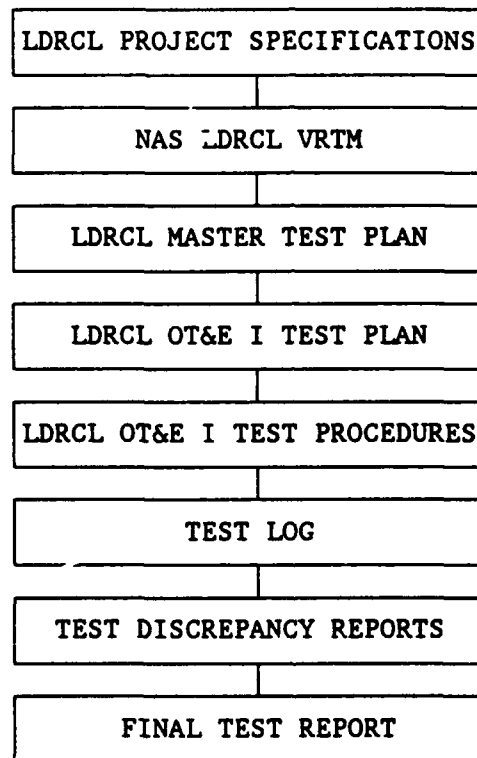 LDRCL PROJECT SPECIFICATIONS
NAS LDRCL VRTM
LDRCL MASTER TEST PLAN
LDRCL OT&E I TEST PLAN
LDRCL OT&E I TEST PROCEDURES
TEST LOG
TEST DISCREPANCY REPORTS
FINAL TEST REPORT